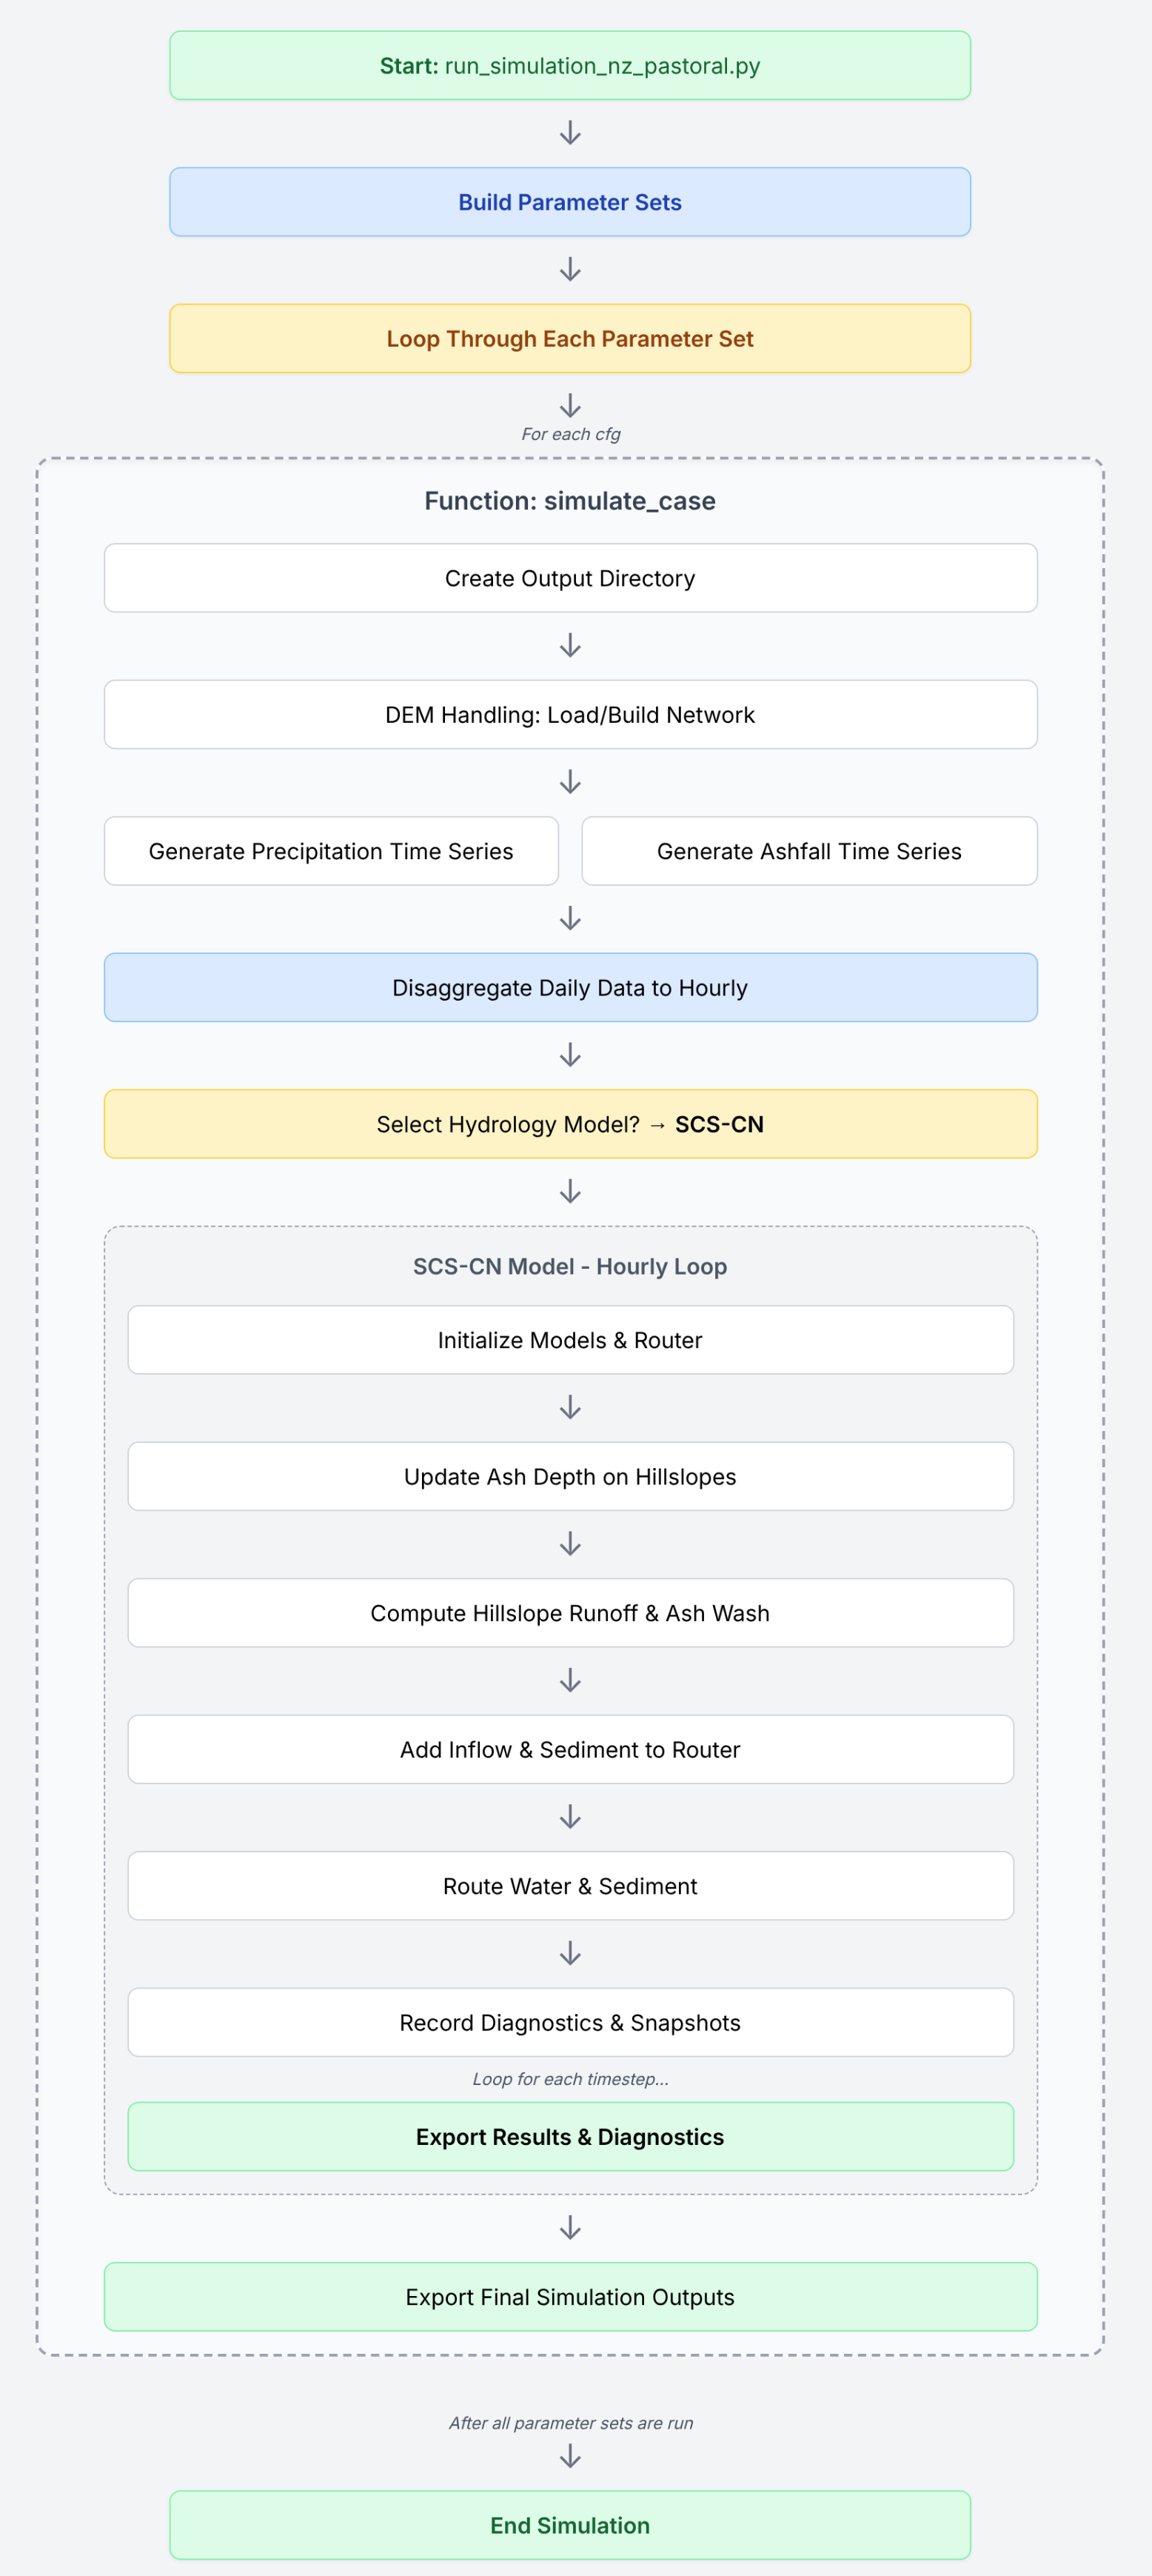 Start: run_simulation_nz_pastoral.py
Build Parameter Sets
Loop Through Each Parameter Set
For each cfg
Function: simulate_case
Create Output Directory
DEM Handling: Load/Build Network
Generate Precipitation Time Series
Generate Ashfall Time Series
Disaggregate Daily Data to Hourly
Select Hydrology Model? → SCS-CN
SCS-CN Model - Hourly Loop
Initialize Models & Router
Update Ash Depth on Hillslopes
Compute Hillslope Runoff & Ash Wash
Add Inflow & Sediment to Router
Route Water & Sediment
Record Diagnostics & Snapshots
Loop for each timestep...
Export Results & Diagnostics
Export Final Simulation Outputs
After all parameter sets are run
End Simulation